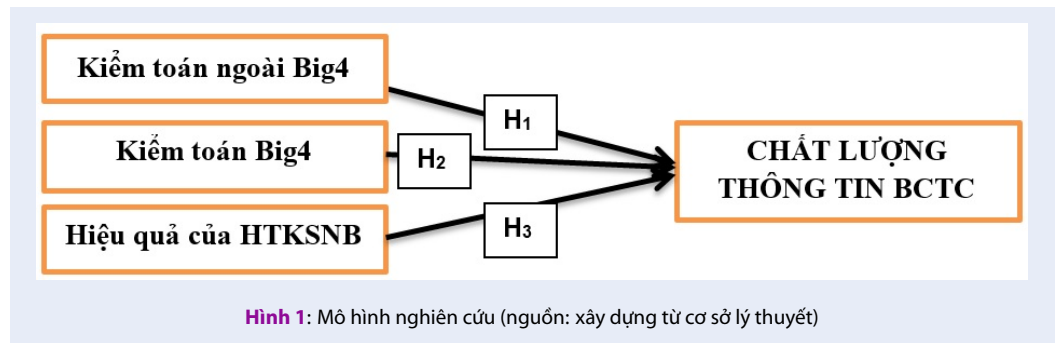 Kiểm toán ngoài Big4
H1
Kiểm toán Big4
H2
CHẤT LƯỢNG
THÔNG TIN BCTC
Hiệu quả của HTKSNB
H3
Hình 1: Mô hình nghiên cứu (nguồn: xây dựng từ cơ sở lý thuyết)